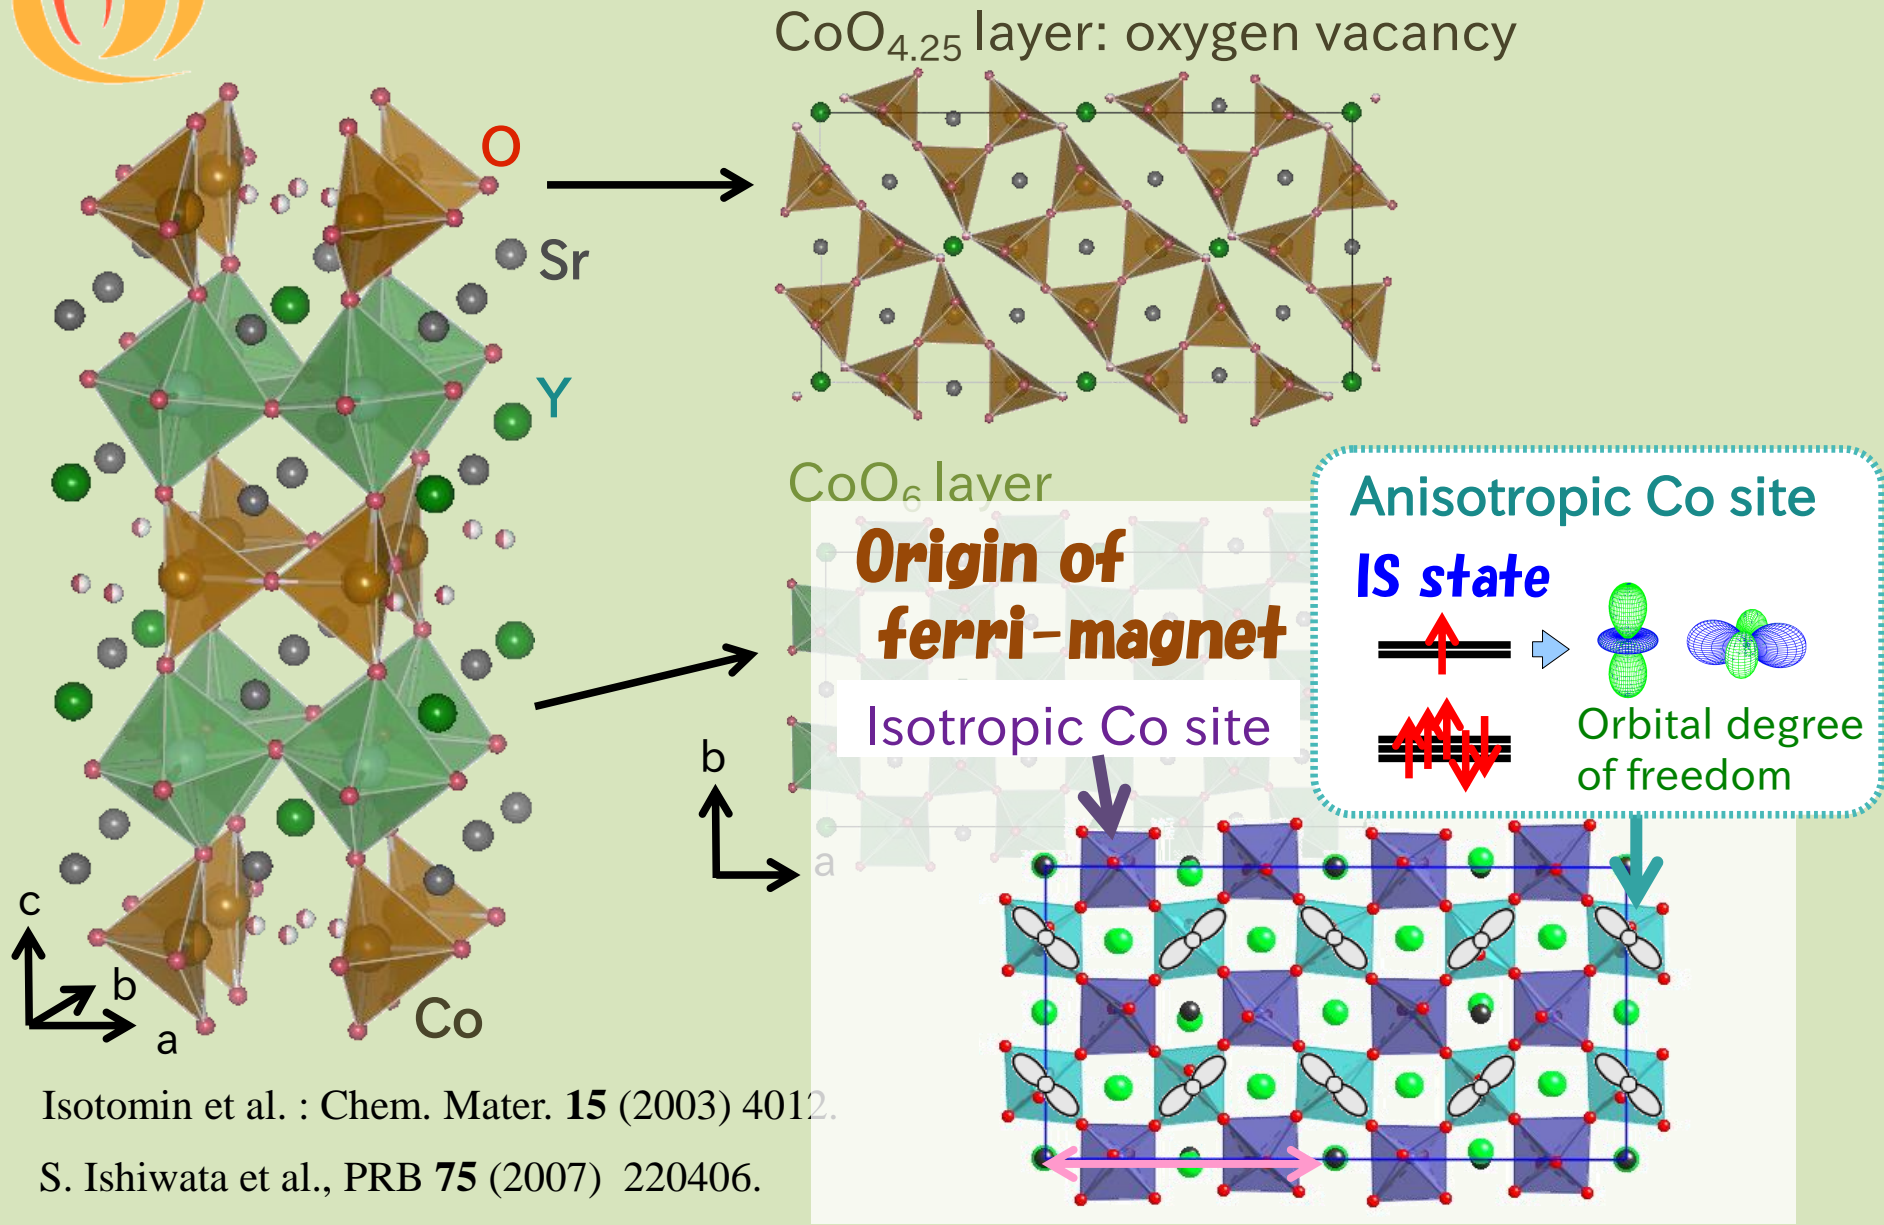 CoO4.25 layer: oxygen vacancy
O
Sr
Y
CoO6 layer
Origin of
ferri-magnet
Isotropic Co site
Anisotropic Co site
IS state
Orbital degree
of freedom
b
a
c
b
a
Co
Isotomin et al. : Chem. Mater. 15 (2003) 4012.
S. Ishiwata et al., PRB 75 (2007) 220406.